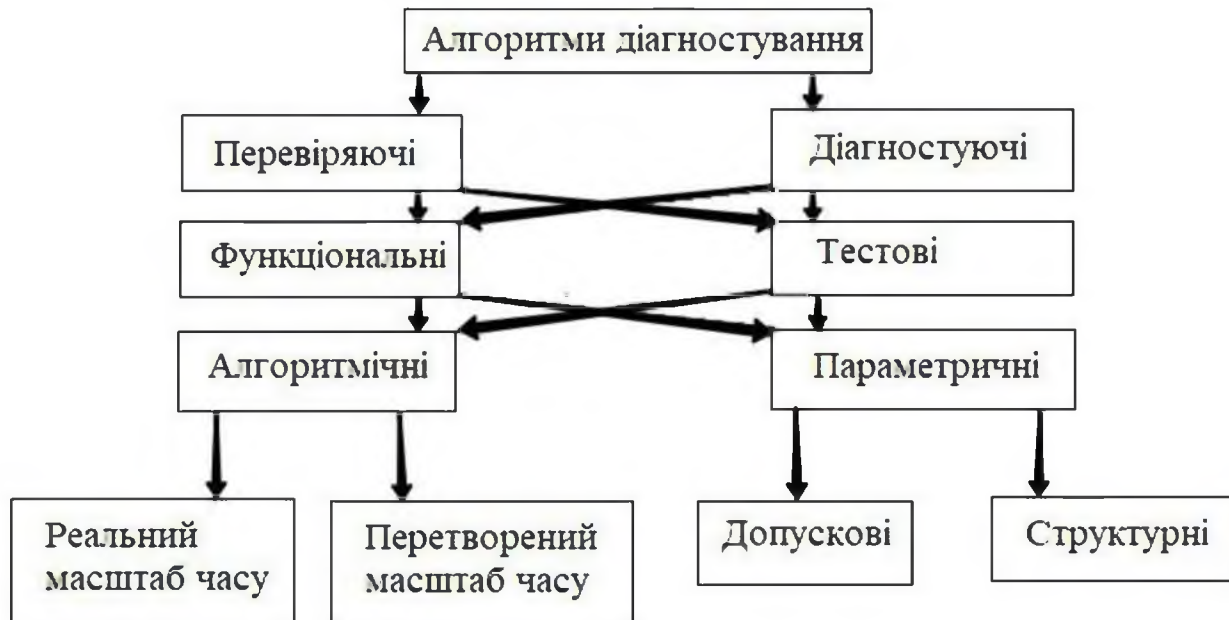 Алгоритми діагностування
Перевіряючі
Діагностуючі
Функціональні
Тестові
Алгоритмічні
Параметричні
Реальний
масштаб часу
Перетворений
масштаб часу
Допускові
Структурні